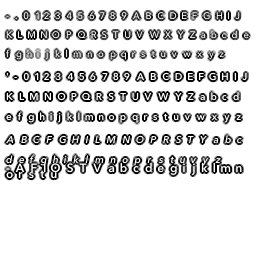 - . 0 1 2 3 4 5 6 7 8 9 A B C D E F G H I J
K L M N O P Q R S T U V W X Y Z a b c d e
f g h i j k l m n o p q r s t u v w x y z
' - 0 1 2 3 4 5 6 7 8 9 A B C D E F G H I J
K L M N O P Q R S T U V W X Y Z a b c d
e f g h i j k l m n o p q r s t u v w x y z
A B C D E F G H I J L M N O P R S T Y a b c
d e f g h i k l m n o p r s t u v y z
- A F J O S T V a b c d e f g h i j k l m n
o r s t u